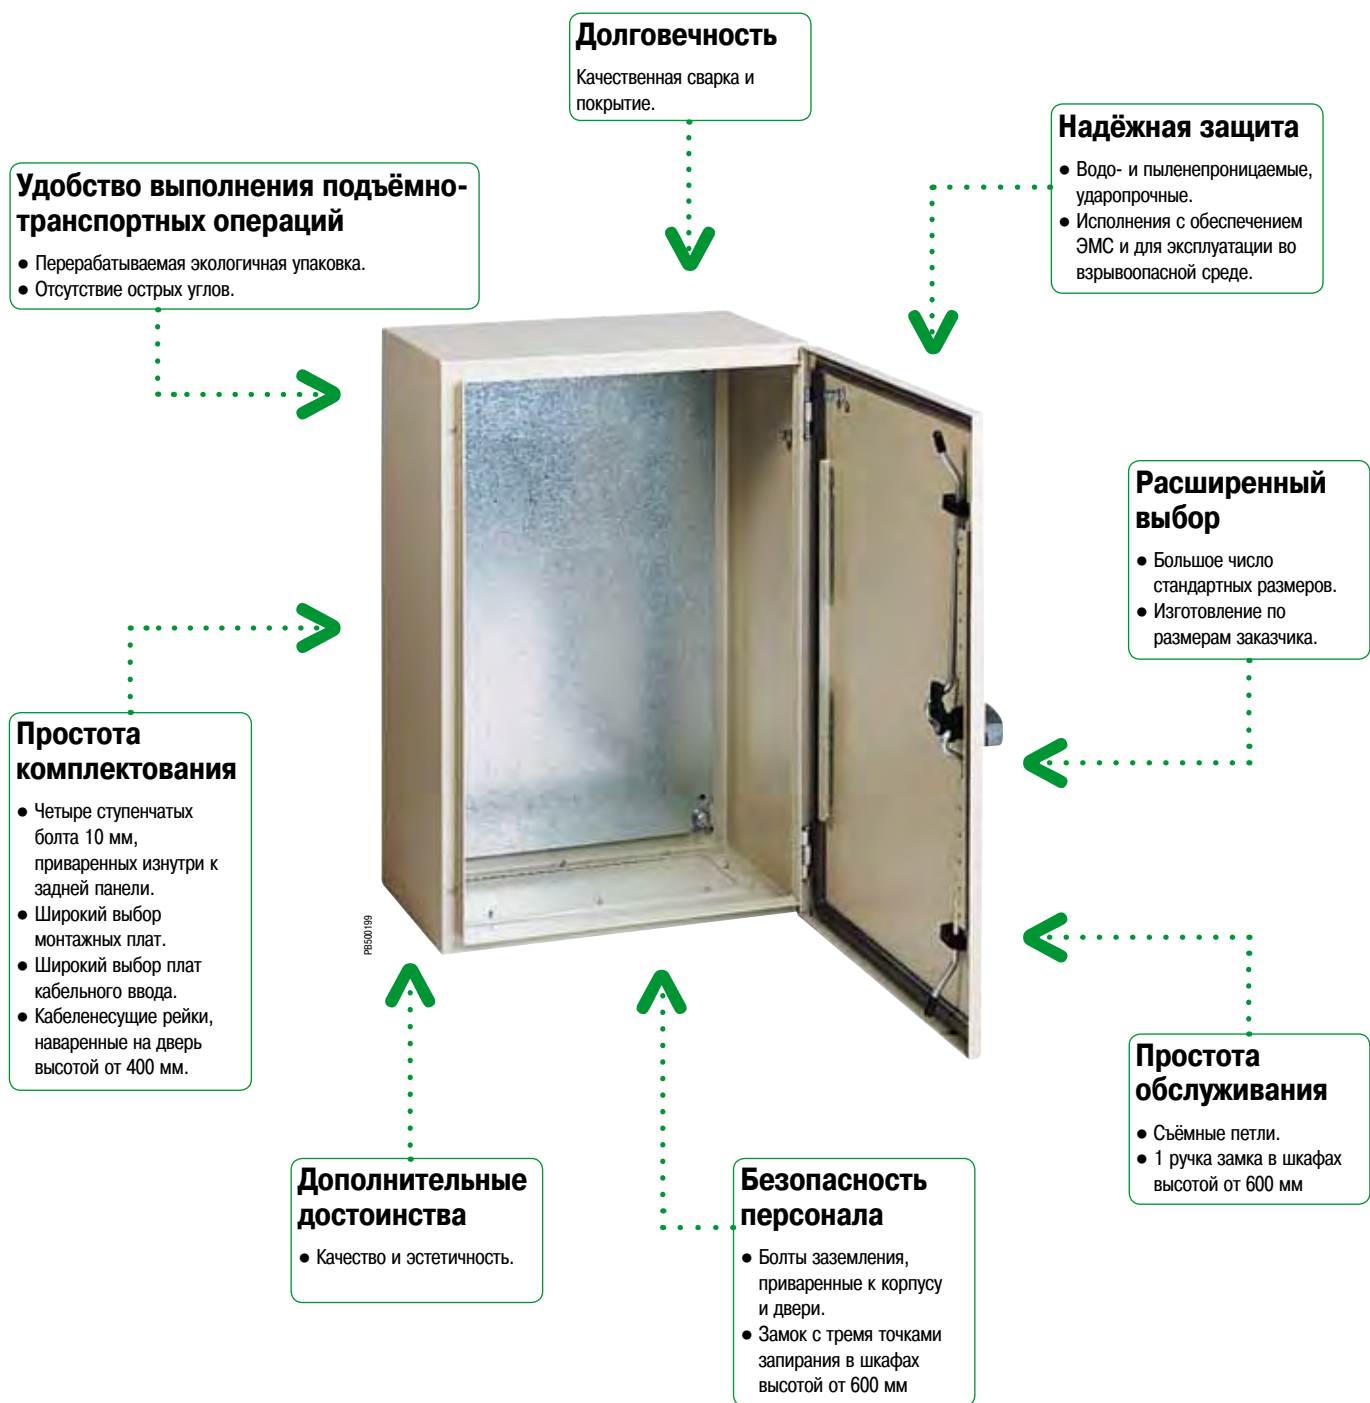 Долговечность
Качественная сварка и
покрытие.
Надёжная защита
● Водо- и пыленепроницаемые,
ударопрочные.
● Исполнения с обеспечением
ЭМС и для эксплуатации во
взрывоопасной среде.
Удобство выполнения подъёмно-
транспортных операций
● Перерабатываемая экологичная упаковка.
● Отсутствие острых углов.
Расширенный
выбор
● Большое число
стандартных размеров.
● Изготовление по
размерам заказчика.
Простота
комплектования
● Четыре ступенчатых
болта 10 мм,
приваренных изнутри к
задней панели.
● Широкий выбор
монтажных плат.
● Широкий выбор плат
кабельного ввода.
● Кабеленесущие рейки,
наваренные на дверь
высотой от 400 мм.
PB500199
Простота
обслуживания
● Съёмные петли.
● 1 ручка замка в шкафах
высотой от 600 мм
Дополнительные
достоинства
● Качество и эстетичность.
Безопасность
персонала
● Болты заземления,
приваренные к корпусу
и двери.
● Замок с тремя точками
запирания в шкафах
высотой от 600 мм